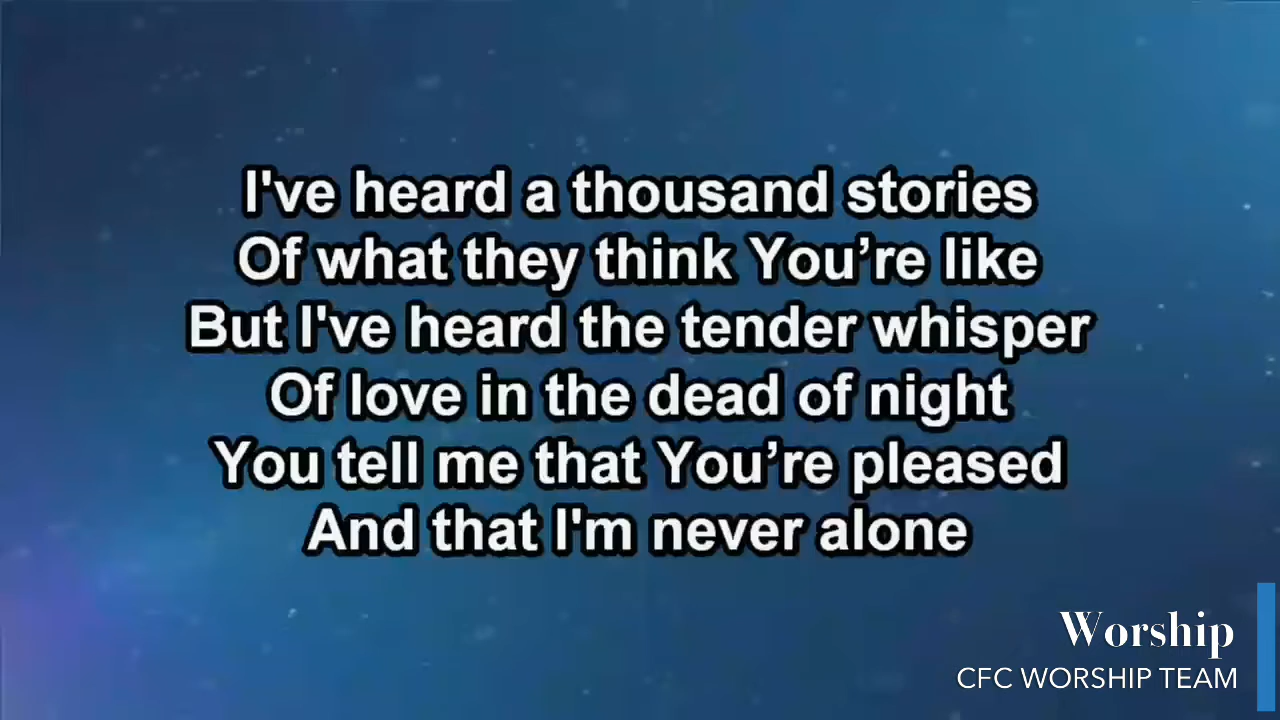 I've heard a thousand stories
Of what they think You’re like
But I've heard the tender whisper
Of love in the dead of night
You tell me that You’re pleased
And that I'm never alone
Worship
CFC WORSHIP TEAM